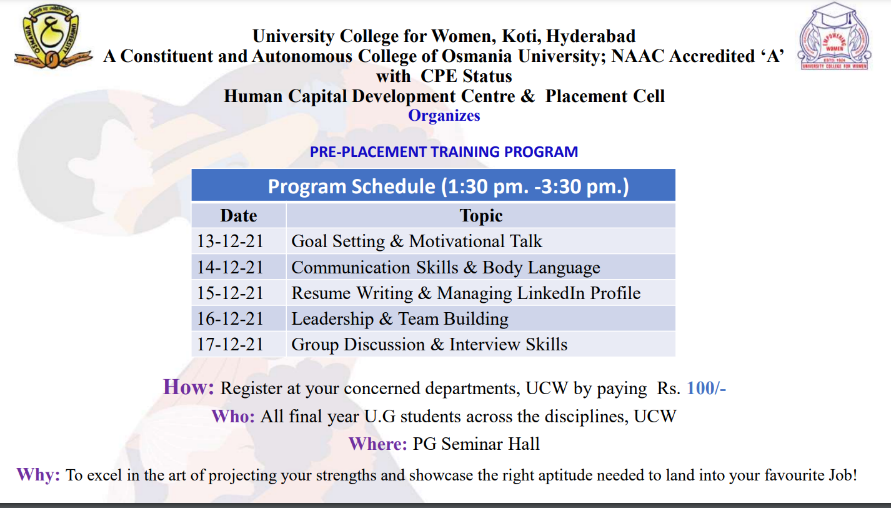 University College for Women, Koti, Hyderabad
A Constituent and Autonomous College of Osmania University; NAAC Accredited ‘A’
with CPE Status
Human Capital Development Centre & Placement Cell
Organizes
PRE-PLACEMENT TRAINING PROGRAM
Program Schedule (1:30 pm. -3:30 pm.)
Date Topic
13-12-21 Goal Setting & Motivational Talk
14-12-21 Communication Skills & Body Language
15-12-21 Resume Writing & Managing LinkedIn Profile
16-12-21 Leadership & Team Building
17-12-21 Group Discussion & Interview Skills
How: Register at your concerned departments, UCW by paying Rs. 100/-
Who: All final year U.G students across the disciplines, UCW
Where: PG Seminar Hall
Why: To excel in the art of projecting your strengths and showcase the right aptitude needed to land into your favourite Job!